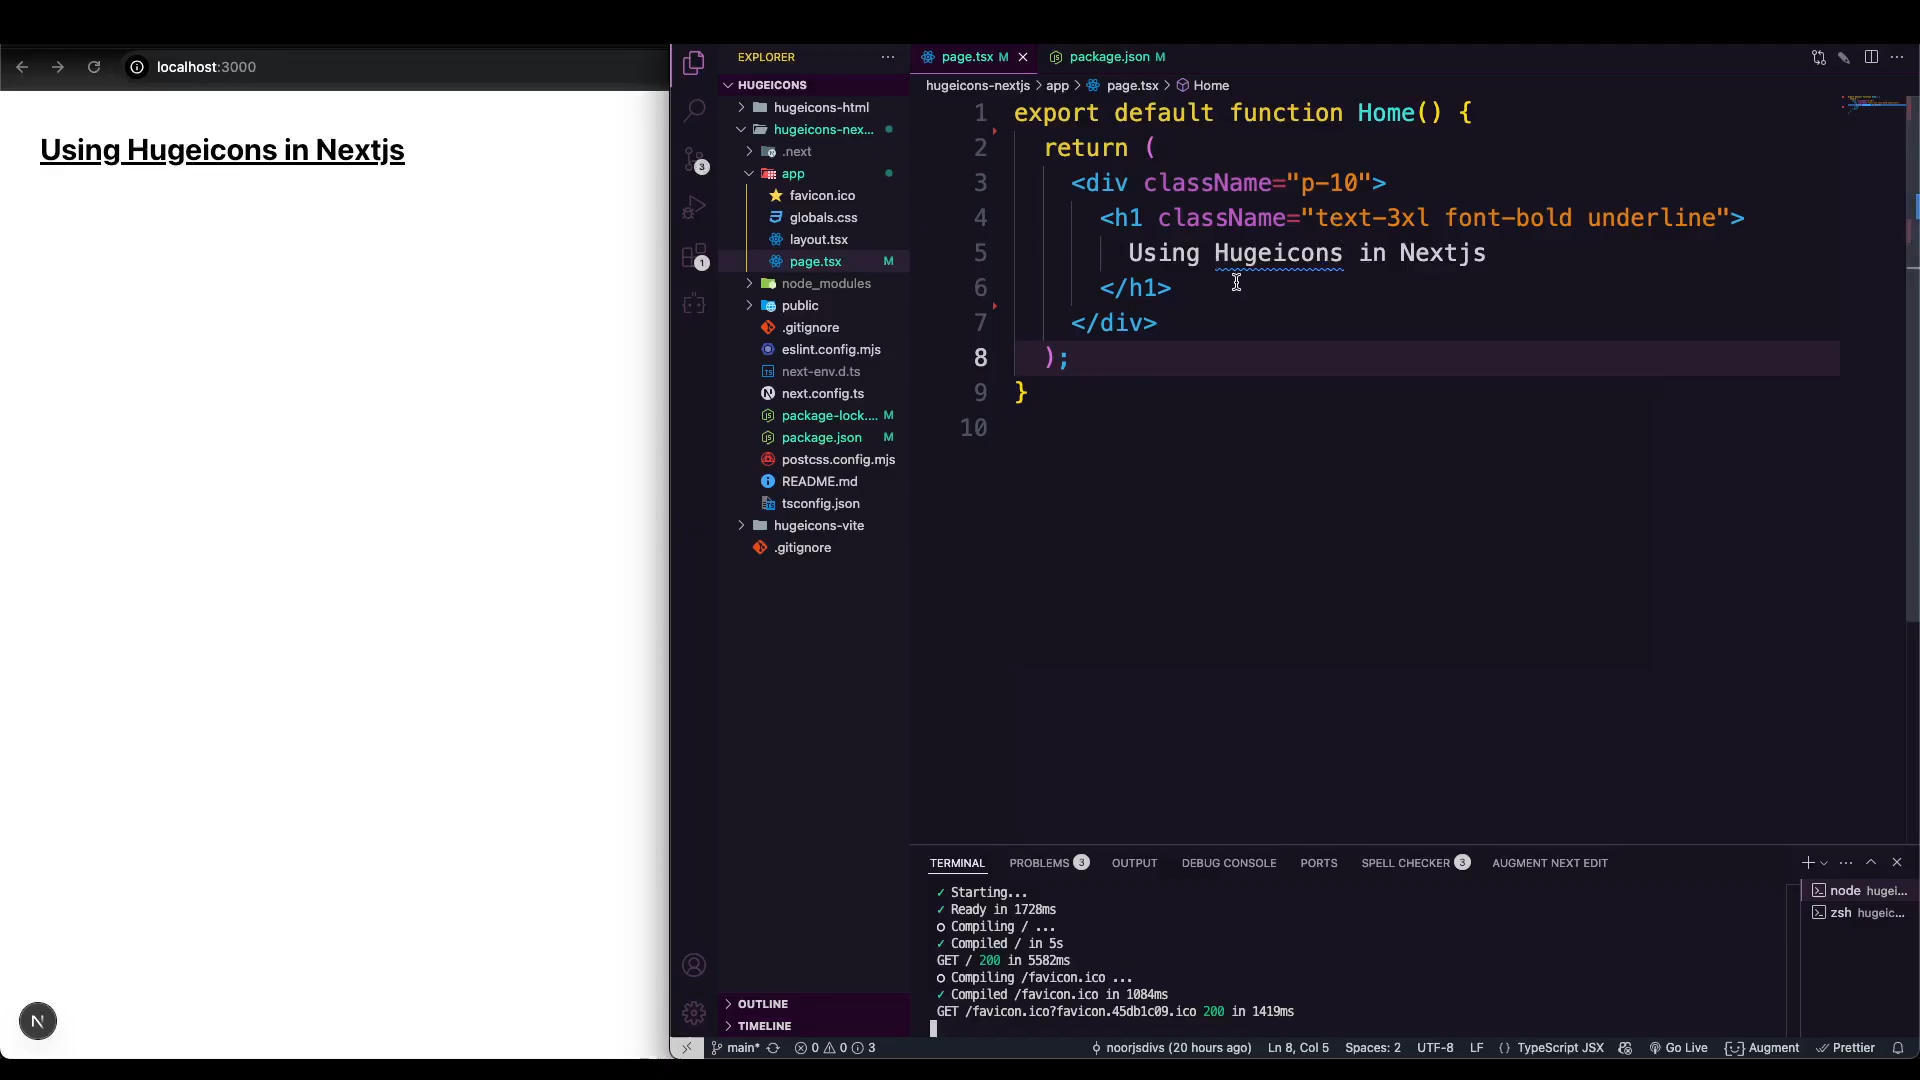 localhost:3000
Using Hugeicons in Nextjs
N
EXPLORER
HUGEICONS
hugeicons-html
hugeicons-nex...
.next
app
favicon.ico
globals.css
layout.tsx
page.tsx M
node_modules
public
.gitignore
eslint.config.mjs
next-env.d.ts
next.config.ts
package-lock.... M
package.json M
postcss.config.mjs
README.md
tsconfig.json
hugeicons-vite
.gitignore
OUTLINE
TIMELINE
3
1
page.tsx M
package.json M
hugeicons-nextjs > app > page.tsx > Home
1 export default function Home() {
2 return (
3 <div className="p-10">
4 <h1 className="text-3xl font-bold underline">
5 Using Hugeicons in Nextjs
6 </h1>
7 </div>
8 );
9 }
10
TERMINAL PROBLEMS 3 OUTPUT DEBUG CONSOLE PORTS SPELL CHECKER 3 AUGMENT NEXT EDIT
✓ Starting...
✓ Ready in 1728ms
○ Compiling / ...
✓ Compiled / in 5s
GET / 200 in 5582ms
○ Compiling /favicon.ico ...
✓ Compiled /favicon.ico in 1084ms
GET /favicon.ico?favicon.45db1c09.ico 200 in 1419ms
node hugei...
zsh hugeic...
main* 0 0 3 noorjsdivs (20 hours ago) Ln 8, Col 5 Spaces: 2 UTF-8 LF {} TypeScript JSX Go Live Augment Prettier